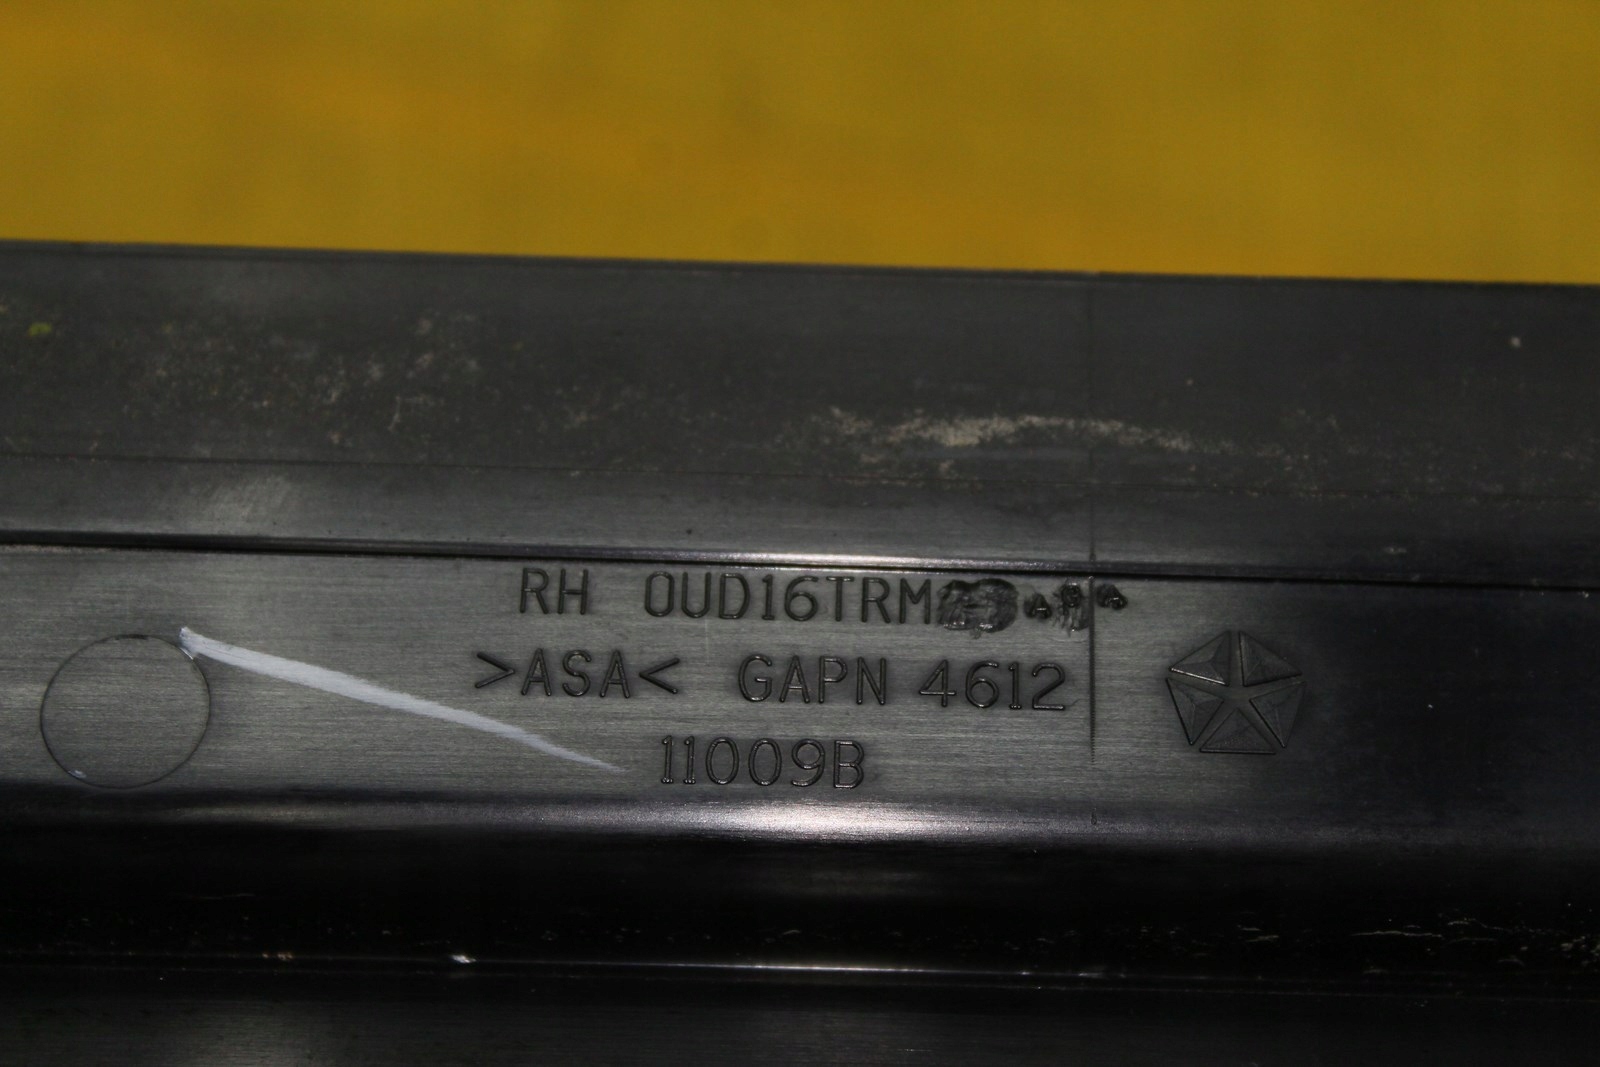 RH 0UD16TRM
>ASA< GAPN 4612
11009B